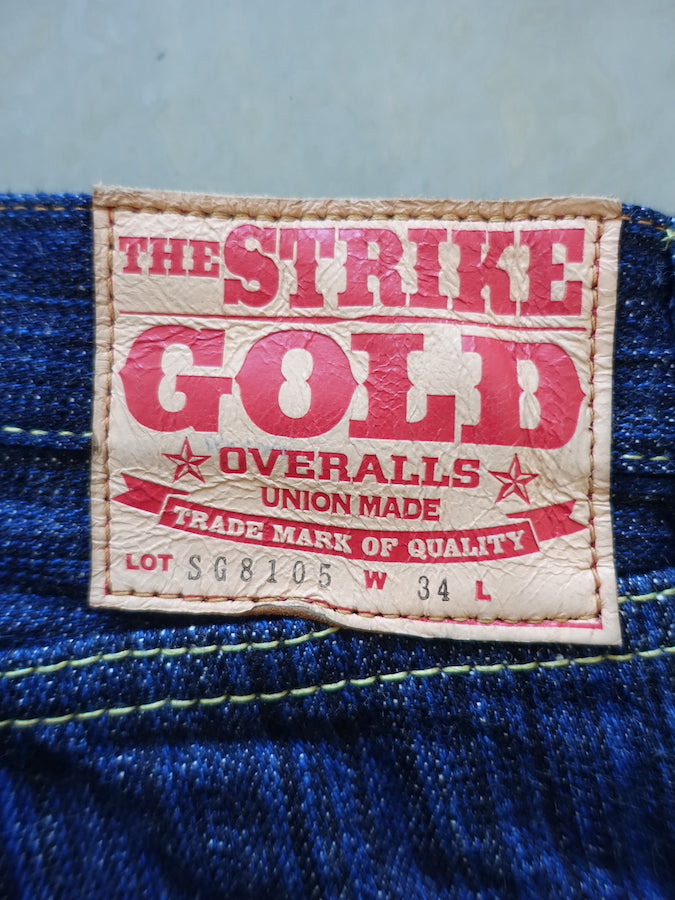 THE STRIKE
GOLD
OVERALLS
UNION MADE
TRADE MARK OF QUALITY
LOT SG8105 W 34 L